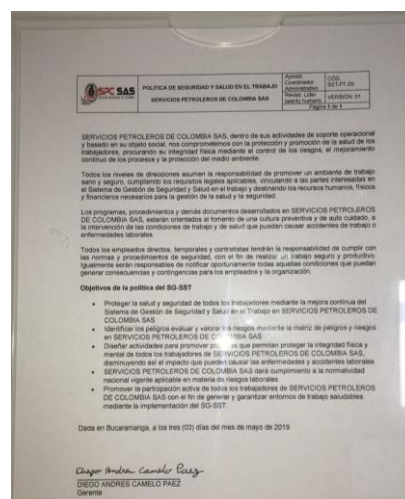 SPC SAS
POLITICA DE SEGURIDAD Y SALUD EN EL TRABAJO
SERVICIOS PETROLEROS DE COLOMBIA SAS
Aprobó: Coordinador Administrativo
Revisó: Líder talento humano
CÓD. SST-PT-09
VERSIÓN: 01
Página 1 de 1
SERVICIOS PETROLEROS DE COLOMBIA SAS, dentro de sus actividades de soporte operacional
y basado en su objeto social, nos comprometemos con la protección y promoción de la salud de los
trabajadores, procurando su integridad física mediante el control de los riesgos, el mejoramiento
continuo de los procesos y la protección del medio ambiente.
Todos los niveles de direcciones asumen la responsabilidad de promover un ambiente de trabajo
sano y seguro, cumpliendo los requisitos legales aplicables, vinculando a las partes interesadas en
el Sistema de Gestión de Seguridad y Salud en el Trabajo y destinando los recursos humanos, físicos
y financieros necesarios para la gestión de la salud y la seguridad.
Los programas, procedimientos y demás documentos desarrollados en SERVICIOS PETROLEROS
DE COLOMBIA SAS, estarán orientados al fomento de una cultura preventiva y de auto cuidado, a
la intervención de las condiciones de trabajo y de salud que puedan causar accidentes de trabajo o
enfermedades laborales.
Todos los empleados directos, temporales y contratistas tendrán la responsabilidad de cumplir con
las normas y procedimientos de seguridad, con el fin de realizar un trabajo seguro y productivo.
Igualmente serán responsables de notificar oportunamente todas aquellas condiciones que puedan
generar consecuencias y contingencias para los empleados y la organización.
Objetivos de la política del SG-SST
• Proteger la salud y seguridad de todos los trabajadores mediante la mejora continua del
Sistema de Gestión de Seguridad y Salud en el Trabajo en SERVICIOS PETROLEROS DE
COLOMBIA SAS
• Identificar los peligros evaluar y valorar los riesgos mediante la matriz de peligros y riesgos
en SERVICIOS PETROLEROS DE COLOMBIA SAS
• Diseñar actividades para promover que permitan proteger la integridad física y
mental de todos los trabajadores de SERVICIOS PETROLEROS DE COLOMBIA SAS,
disminuyendo así el impacto que pueden causar las enfermedades y accidentes laborales
• SERVICIOS PETROLEROS DE COLOMBIA SAS dará cumplimiento a la normatividad
nacional vigente aplicable en materia de riesgos laborales.
• Promover la participación activa de todos los trabajadores de SERVICIOS PETROLEROS
DE COLOMBIA SAS con el fin de generar y garantizar entornos de trabajo saludables
mediante la implementación del SG-SST.
Dada en Bucaramanga, a los tres (03) días del mes de mayo de 2019
Diego Andres Camelo Paez
DIEGO ANDRES CAMELO PAEZ
Gerente